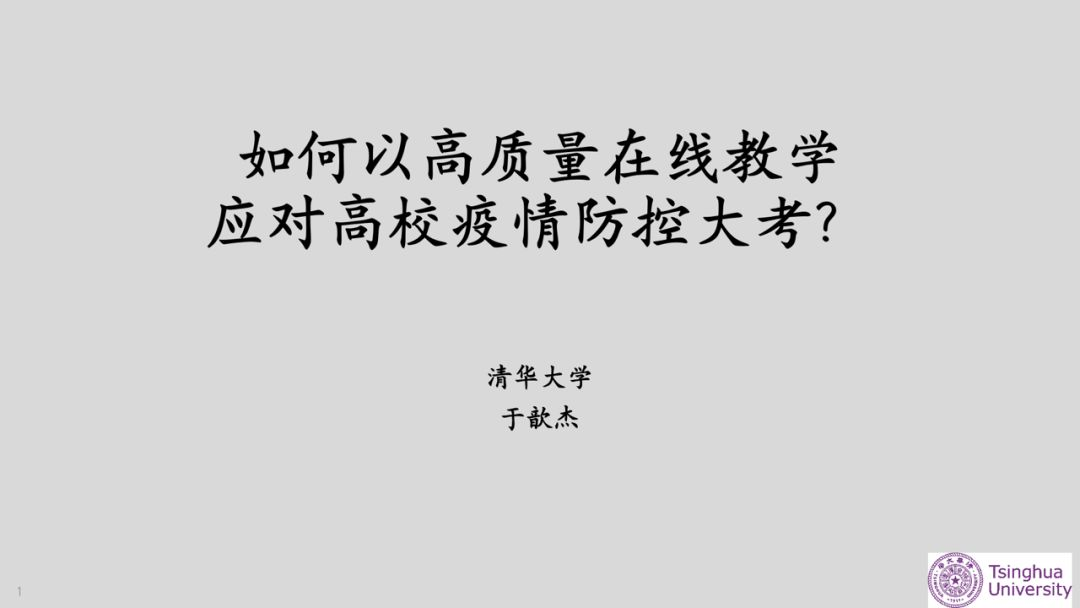 如何以高质量在线教学
应对高校疫情防控大考？
清华大学
于歆杰
1
Tsinghua
University